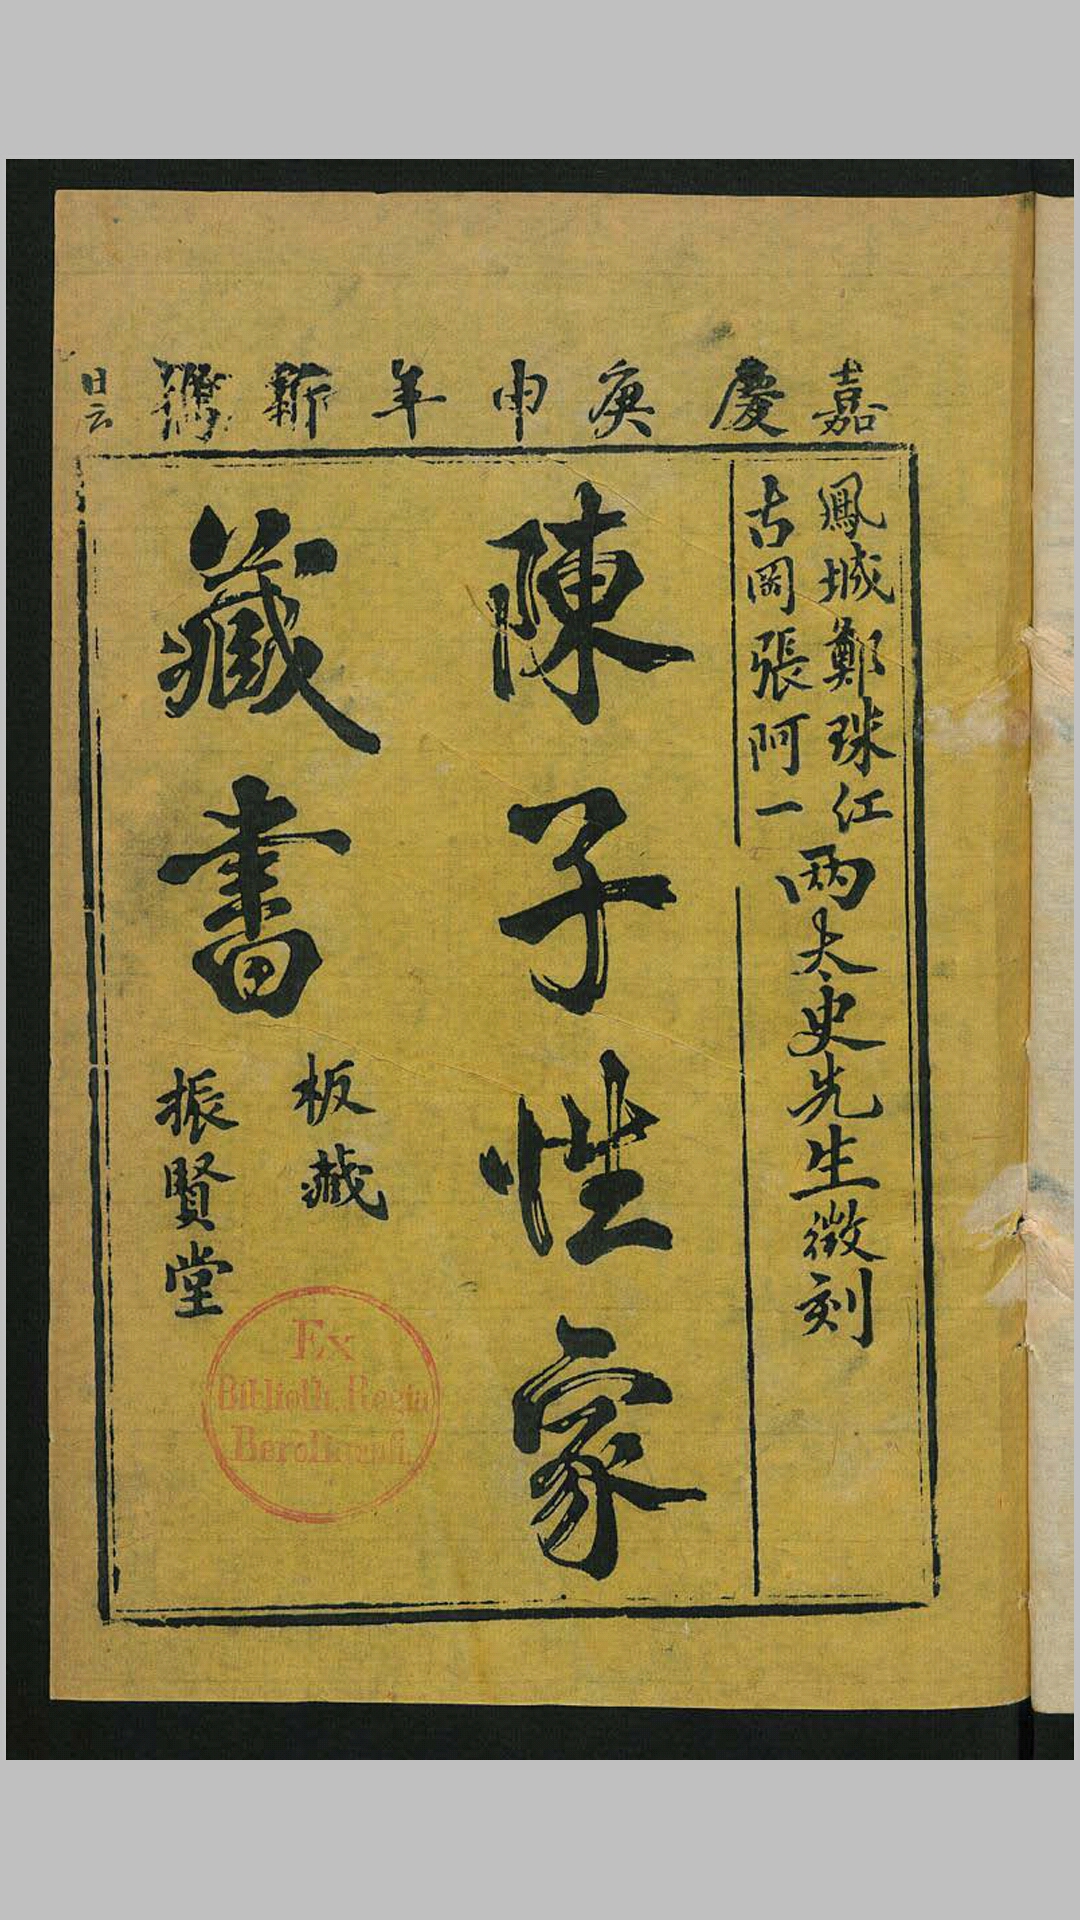 嘉慶庚申年新鐫
昙
鳳城鄭珠江
古岡張阿一
兩太史先生徵刻
陳子性家
藏書
板藏
振賢堂
Ex
Biblioth. Regia
Berolinensi.